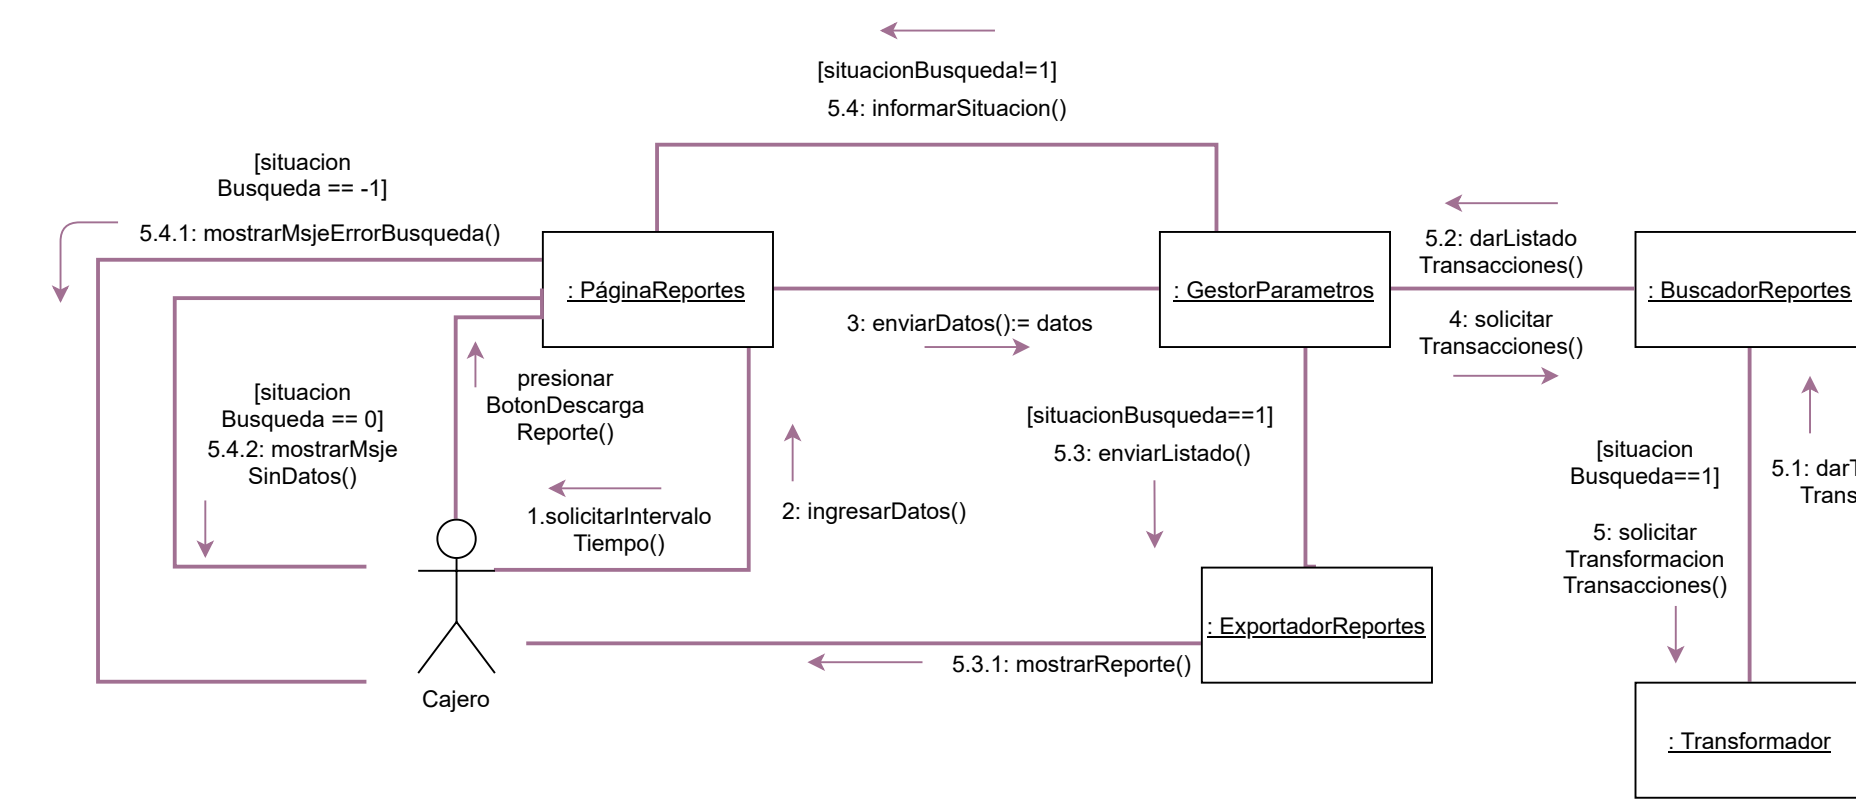 [situacionBusqueda!=1]
5.4: informarSituacion()
[situacion
Busqueda == -1]
5.4.1: mostrarMsjeErrorBusqueda()
: PáginaReportes
3: enviarDatos():= datos
: GestorParametros
5.2: darListado
Transacciones()
4: solicitar
Transacciones()
: BuscadorReportes
[situacion
Busqueda == 0]
5.4.2: mostrarMsje
SinDatos()
presionar
BotonDescarga
Reporte()
1.solicitarIntervalo
Tiempo()
2: ingresarDatos()
[situacionBusqueda==1]
5.3: enviarListado()
[situacion
Busqueda==1]
5: solicitar
Transformacion
Transacciones()
5.1:
: ExportadorReportes
5.3.1: mostrarReporte()
Cajero
: Transformador